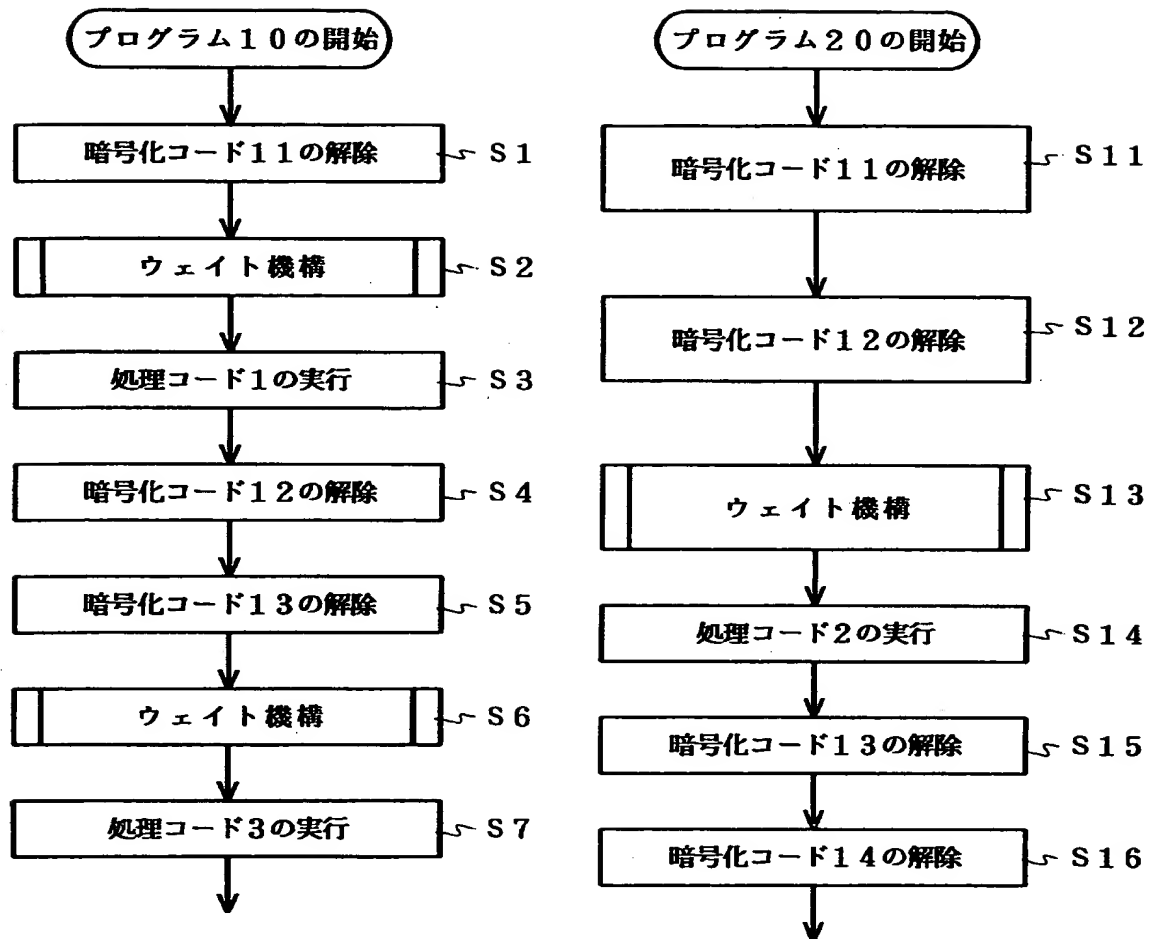 プログラム１０の開始
暗号化コード１１の解除
Ｓ１
ウェイト機構
Ｓ２
処理コード１の実行
Ｓ３
暗号化コード１２の解除
Ｓ４
暗号化コード１３の解除
Ｓ５
ウェイト機構
Ｓ６
処理コード３の実行
Ｓ７
プログラム２０の開始
暗号化コード１１の解除
Ｓ１１
暗号化コード１２の解除
Ｓ１２
ウェイト機構
Ｓ１３
処理コード２の実行
Ｓ１４
暗号化コード１３の解除
Ｓ１５
暗号化コード１４の解除
Ｓ１６